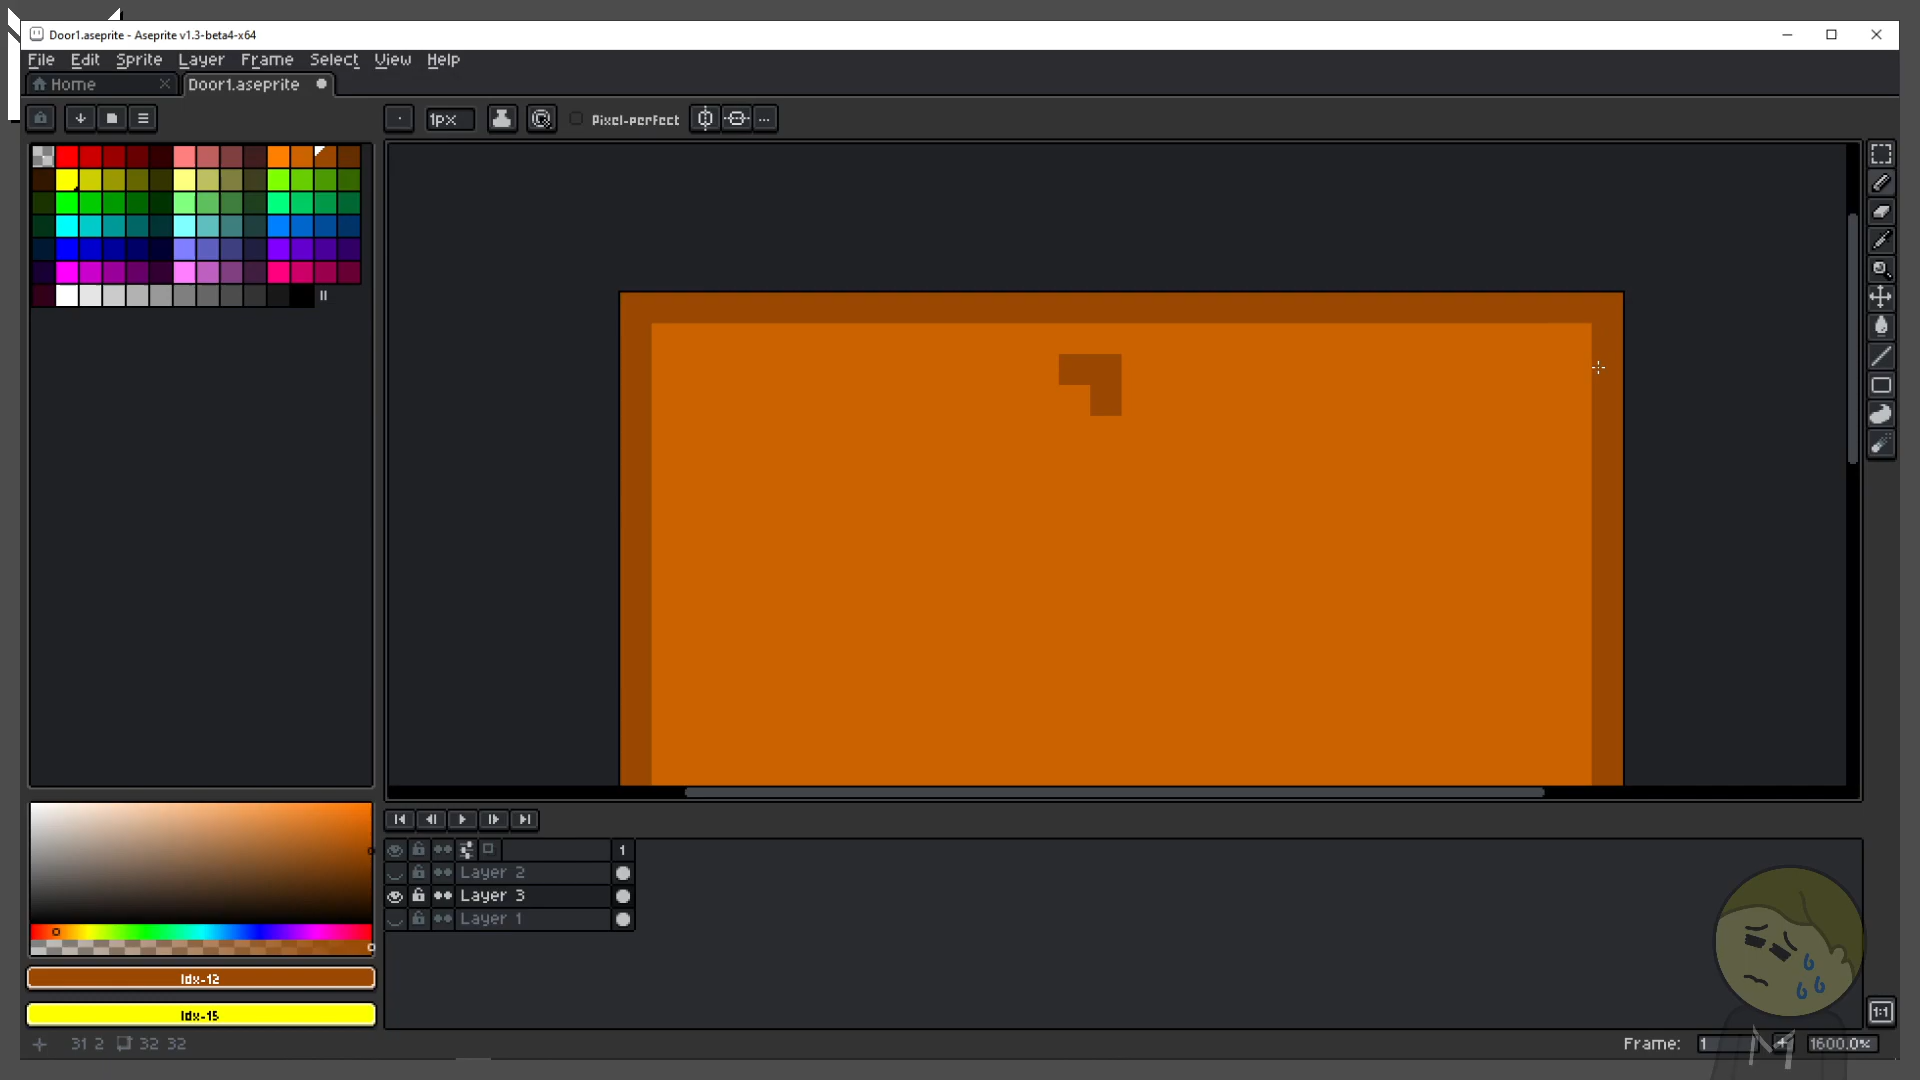 Door1.aseprite - Aseprite v1.3-beta4-x64
File Edit Sprite Layer Frame Select View Help
Home
Door1.aseprite
1px
Pixel-perfect
1
Layer 2
Layer 3
Layer 1
Idx-12
Idx-15
31 2 32 32
1:1
Frame: 1
1600.0%